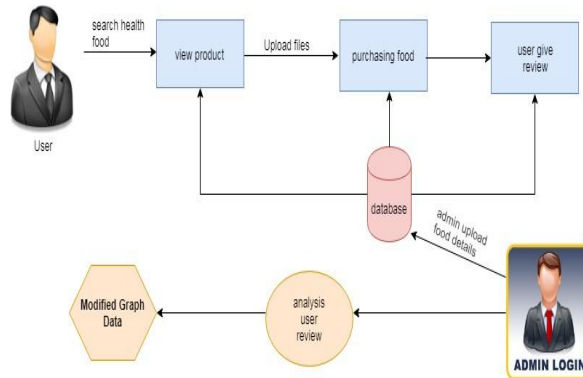 search health
food
view product
Upload files
purchasing food
user give
review
User
database
admin upload
food details
Modified Graph
Data
analysis
user
review
ADMIN LOGIN